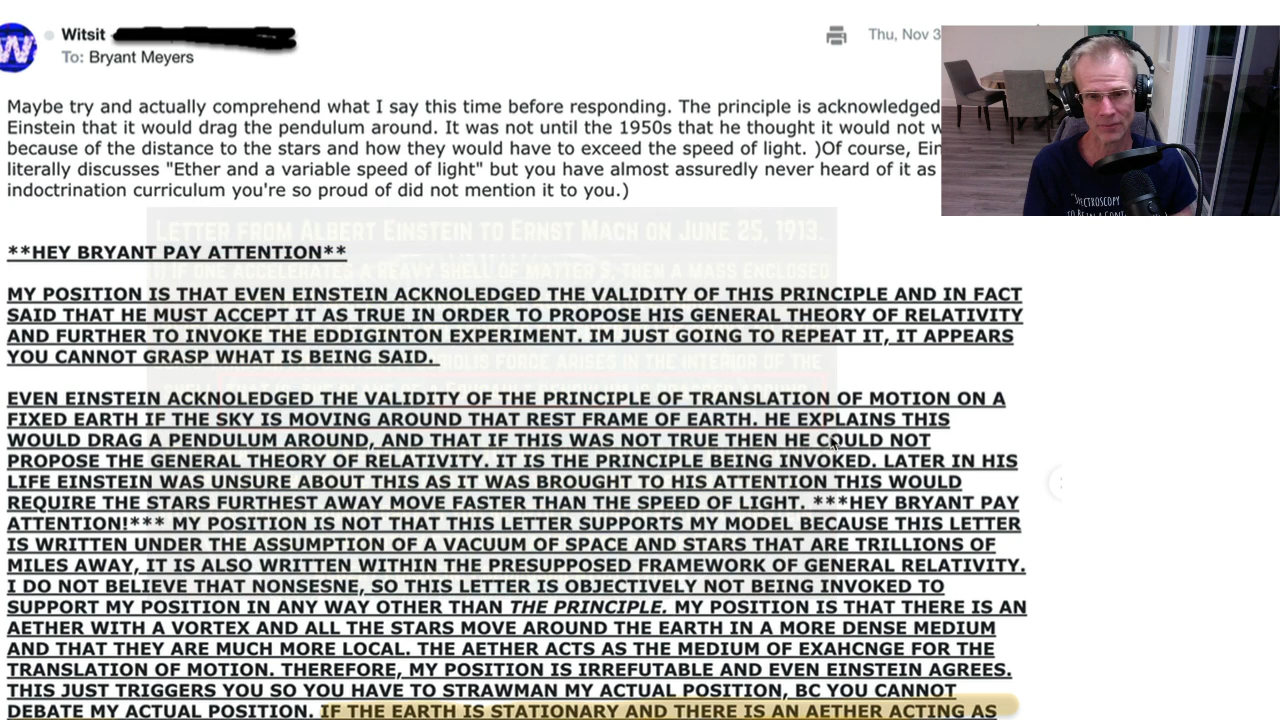 Witsit
To: Bryant Meyers
Thu, Nov 3
Maybe try and actually comprehend what I say this time before responding. The principle is acknowledged
Einstein that it would drag the pendulum around. It was not until the 1950s that he thought it would not w
because of the distance to the stars and how they would have to exceed the speed of light. )Of course, Ein
literally discusses "Ether and a variable speed of light" but you have almost assuredly never heard of it as
indoctrination curriculum you're so proud of did not mention it to you.)
LETTER FROM ALBERT EINSTEIN TO ERNST MACH ON JUNE 25, 1913.
**HEY BRYANT PAY ATTENTION**
IF ONE ACCELERATES A HEAVY SHELL OF MATTER S, THEN A MASS ENCLOSED
MY POSITION IS THAT EVEN EINSTEIN ACKNOLEDGED THE VALIDITY OF THIS PRINCIPLE AND IN FACT
SAID THAT HE MUST ACCEPT IT AS TRUE IN ORDER TO PROPOSE HIS GENERAL THEORY OF RELATIVITY
AND FURTHER TO INVOKE THE EDDIGINTON EXPERIMENT. IM JUST GOING TO REPEAT IT, IT APPEARS
YOU CANNOT GRASP WHAT IS BEING SAID.
EVEN EINSTEIN ACKNOLEDGED THE VALIDITY OF THE PRINCIPLE OF TRANSLATION OF MOTION ON A
FIXED EARTH IF THE SKY IS MOVING AROUND THAT REST FRAME OF EARTH. HE EXPLAINS THIS
WOULD DRAG A PENDULUM AROUND, AND THAT IF THIS WAS NOT TRUE THEN HE COULD NOT
PROPOSE THE GENERAL THEORY OF RELATIVITY. IT IS THE PRINCIPLE BEING INVOKED. LATER IN HIS
LIFE EINSTEIN WAS UNSURE ABOUT THIS AS IT WAS BROUGHT TO HIS ATTENTION THIS WOULD
REQUIRE THE STARS FURTHEST AWAY MOVE FASTER THAN THE SPEED OF LIGHT. ***HEY BRYANT PAY
ATTENTION!*** MY POSITION IS NOT THAT THIS LETTER SUPPORTS MY MODEL BECAUSE THIS LETTER
IS WRITTEN UNDER THE ASSUMPTION OF A VACUUM OF SPACE AND STARS THAT ARE TRILLIONS OF
MILES AWAY, IT IS ALSO WRITTEN WITHIN THE PRESUPPOSED FRAMEWORK OF GENERAL RELATIVITY.
I DO NOT BELIEVE THAT NONSESNE, SO THIS LETTER IS OBJECTIVELY NOT BEING INVOKED TO
SUPPORT MY POSITION IN ANY WAY OTHER THAN THE PRINCIPLE. MY POSITION IS THAT THERE IS AN
AETHER WITH A VORTEX AND ALL THE STARS MOVE AROUND THE EARTH IN A MORE DENSE MEDIUM
AND THAT THEY ARE MUCH MORE LOCAL. THE AETHER ACTS AS THE MEDIUM OF EXAHCNGE FOR THE
TRANSLATION OF MOTION. THEREFORE, MY POSITION IS IRREFUTABLE AND EVEN EINSTEIN AGREES.
THIS JUST TRIGGERS YOU SO YOU HAVE TO STRAWMAN MY ACTUAL POSITION, BC YOU CANNOT
DEBATE MY ACTUAL POSITION. IF THE EARTH IS STATIONARY AND THERE IS AN AETHER ACTING AS
"SPECTROSCOPY